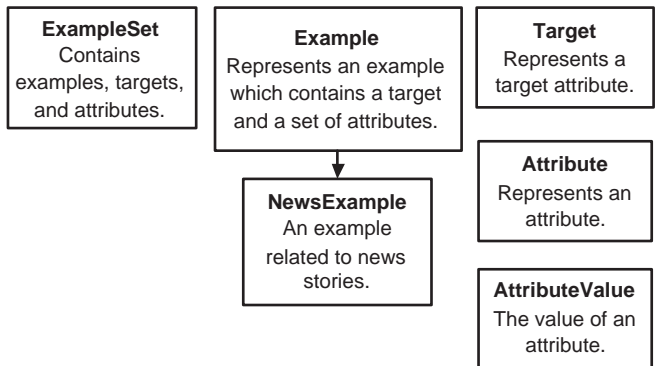 ExampleSet
Contains
examples, targets,
and attributes.
Example
Represents an example
which contains a target
and a set of attributes.
NewsExample
An example
related to news
stories.
Target
Represents a
target attribute.
Attribute
Represents an
attribute.
AttributeValue
The value of an
attribute.